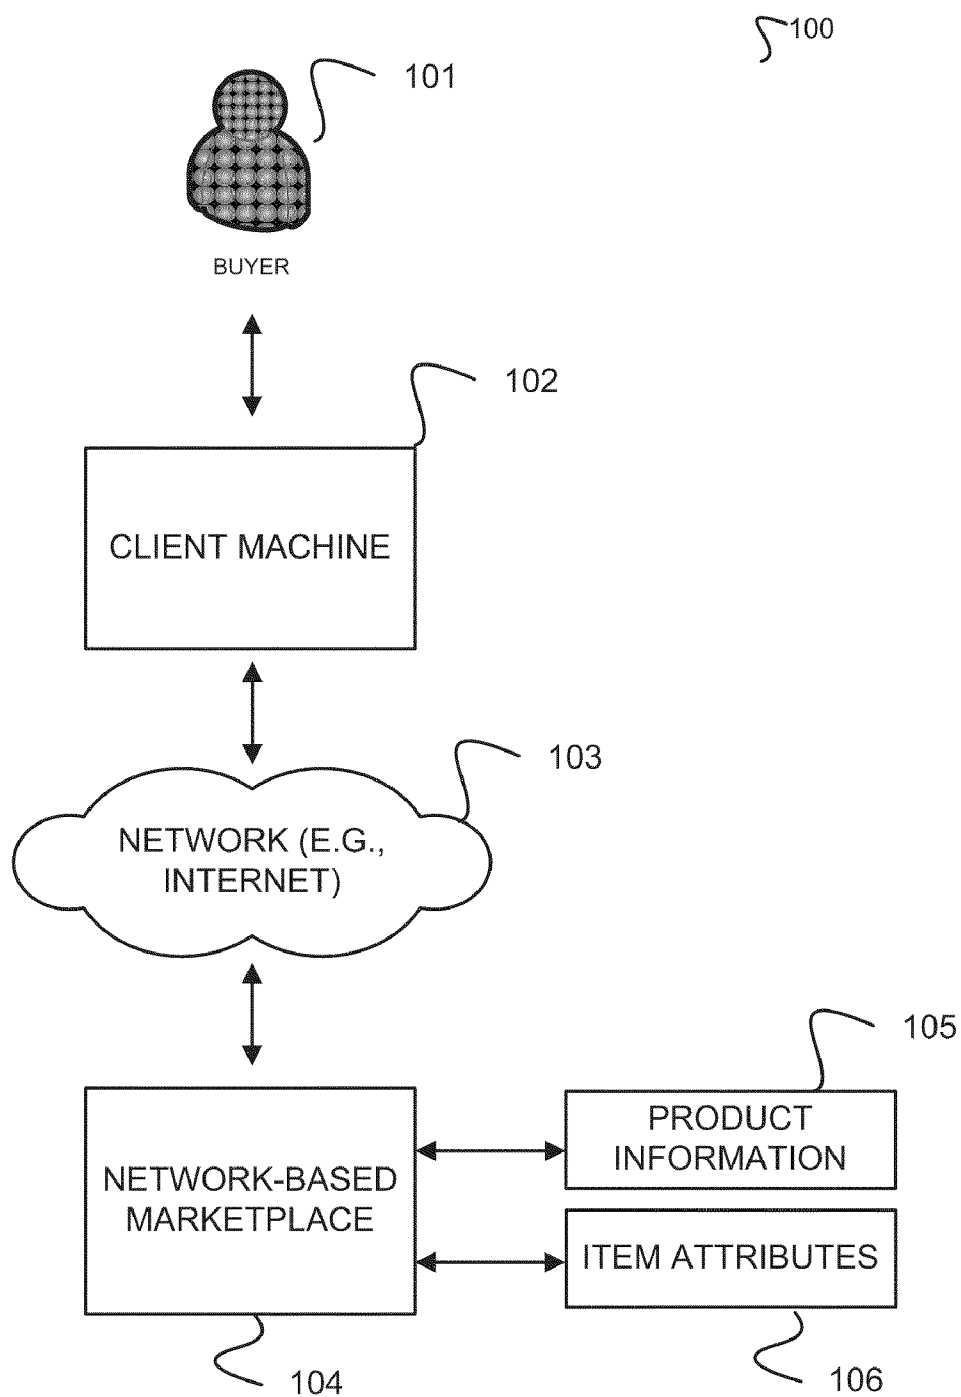 100
101
BUYER
102
CLIENT MACHINE
103
NETWORK (E.G.,
INTERNET)
105
PRODUCT
INFORMATION
NETWORK-BASED
MARKETPLACE
ITEM ATTRIBUTES
104
106